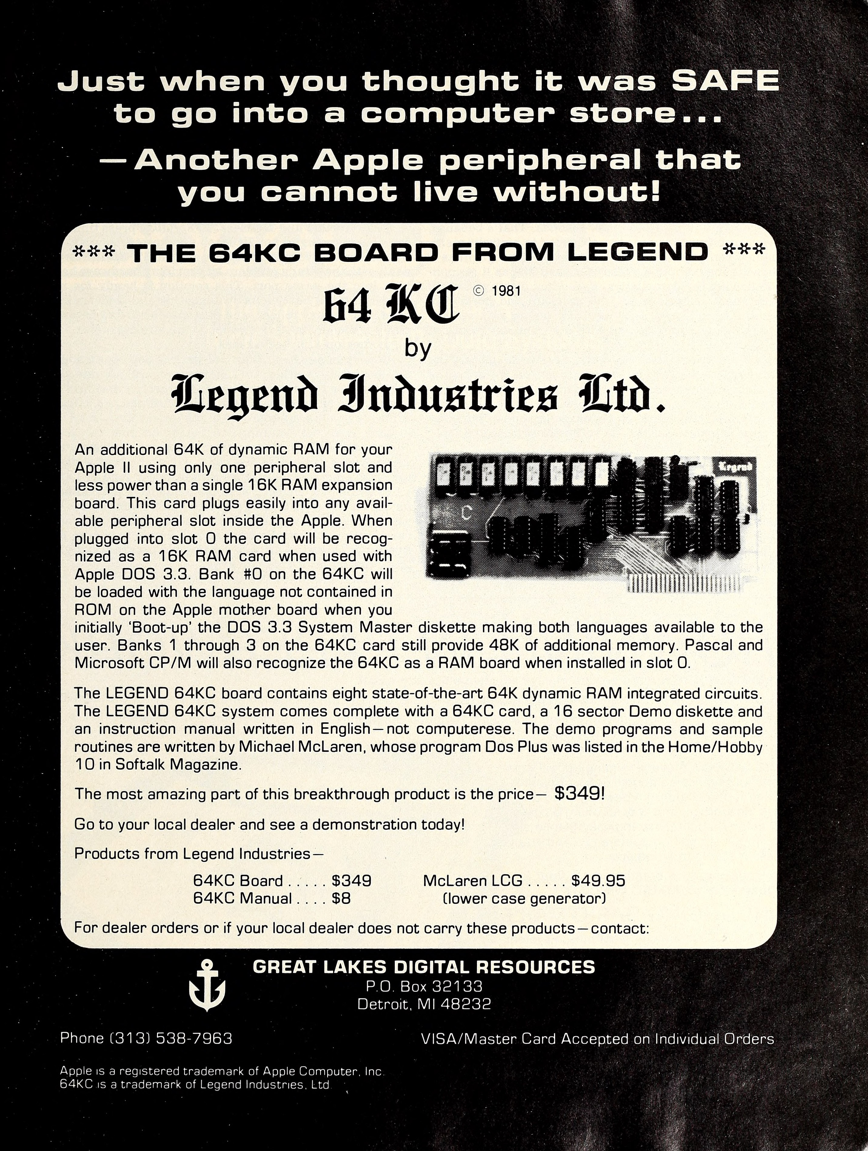 Just when you thought it was SAFE
to go into a computer store...
—Another Apple peripheral that
you cannot live without!
*** THE 64KC BOARD FROM LEGEND ***
64 KC © 1981
by
Legend Industries Ltd.
An additional 64K of dynamic RAM for your
Apple II using only one peripheral slot and
less power than a single 16K RAM expansion
board. This card plugs easily into any avail-
able peripheral slot inside the Apple. When
plugged into slot 0 the card will be recog-
nized as a 16K RAM card when used with
Apple DOS 3.3. Bank #0 on the 64KC will
be loaded with the language not contained in
ROM on the Apple mother board when you
initially 'Boot-up' the DOS 3.3 System Master diskette making both languages available to the
user. Banks 1 through 3 on the 64KC card still provide 48K of additional memory. Pascal and
Microsoft CP/M will also recognize the 64KC as a RAM board when installed in slot 0.
Legend
C
The LEGEND 64KC board contains eight state-of-the-art 64K dynamic RAM integrated circuits.
The LEGEND 64KC system comes complete with a 64KC card, a 16 sector Demo diskette and
an instruction manual written in English—not computerese. The demo programs and sample
routines are written by Michael McLaren, whose program Dos Plus was listed in the Home/Hobby
10 in Softalk Magazine.
The most amazing part of this breakthrough product is the price— $349!
Go to your local dealer and see a demonstration today!
Products from Legend Industries—
64KC Board ..... $349 McLaren LCG ..... $49.95
64KC Manual .... $8 (lower case generator)
For dealer orders or if your local dealer does not carry these products—contact:
GREAT LAKES DIGITAL RESOURCES
P.O. Box 32133
Detroit, MI 48232
Phone (313) 538-7963 VISA/Master Card Accepted on Individual Orders
Apple is a registered trademark of Apple Computer, Inc.
64KC is a trademark of Legend Industries, Ltd